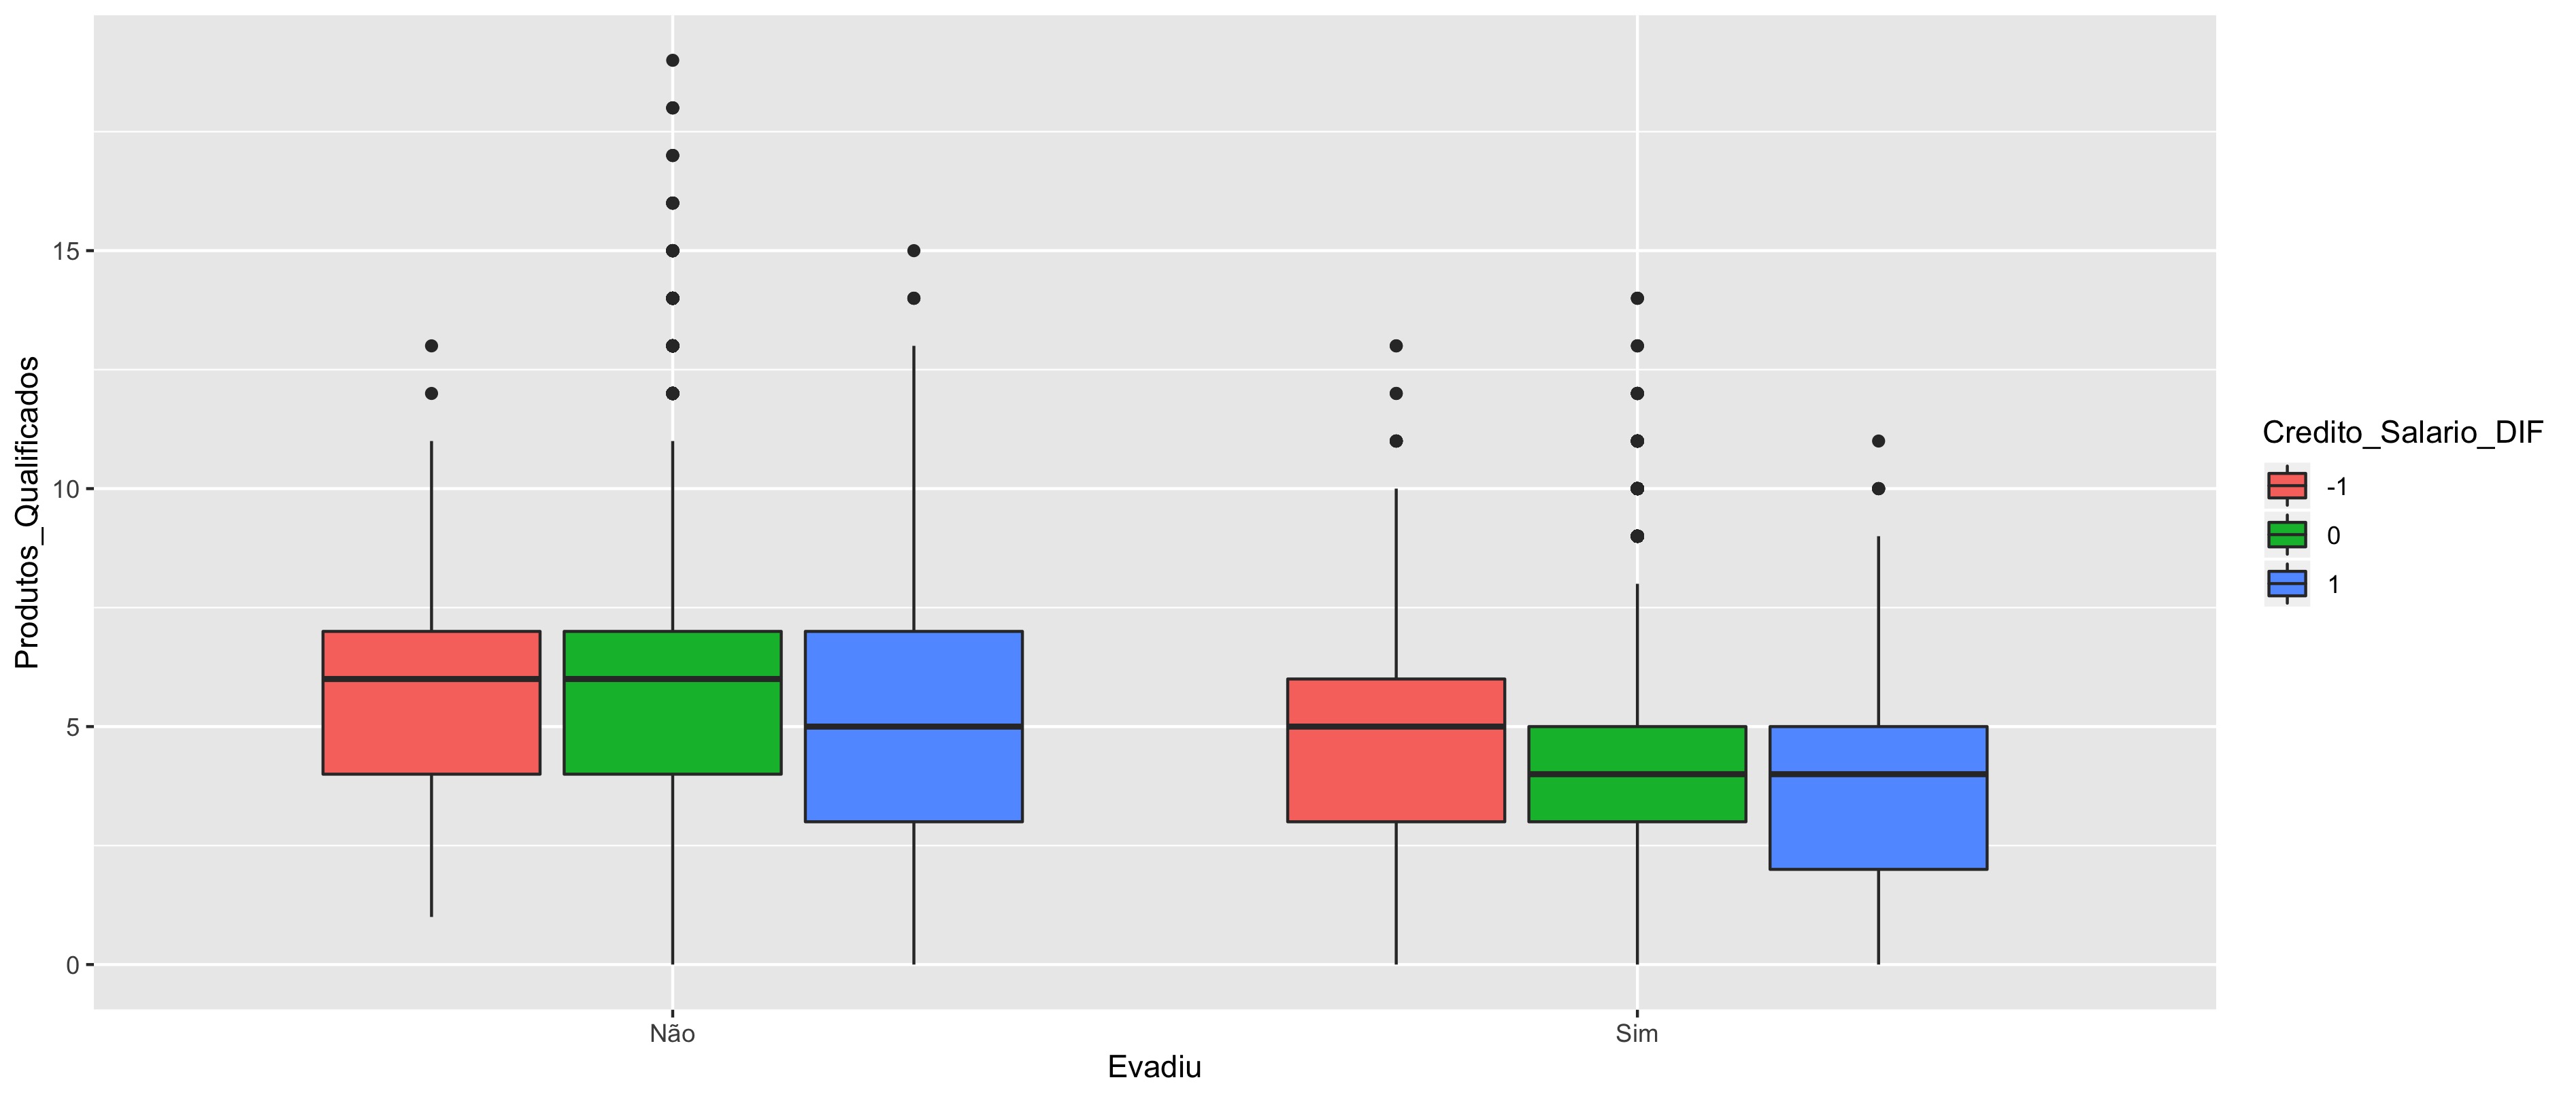 Produtos_Qualificados
15
10
5
0
Não
Sim
Evadiu
Credito_Salario_DIF
-1
0
1